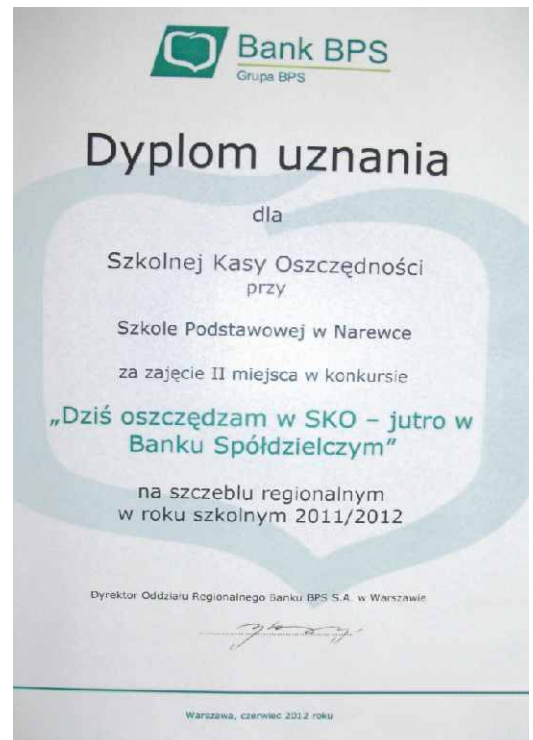 Bank BPS
Grupa BPS
Dyplom uznania
dla
Szkolnej Kasy Oszczędności
przy
Szkole Podstawowej w Narewce
za zajęcie II miejsca w konkursie
„Dziś oszczędzam w SKO – jutro w
Banku Spółdzielczym”
na szczeblu regionalnym
w roku szkolnym 2011/2012
Dyrektor Oddziału Regionalnego Banku BPS S.A. w Warszawie
Warszawa, czerwiec 2012 roku